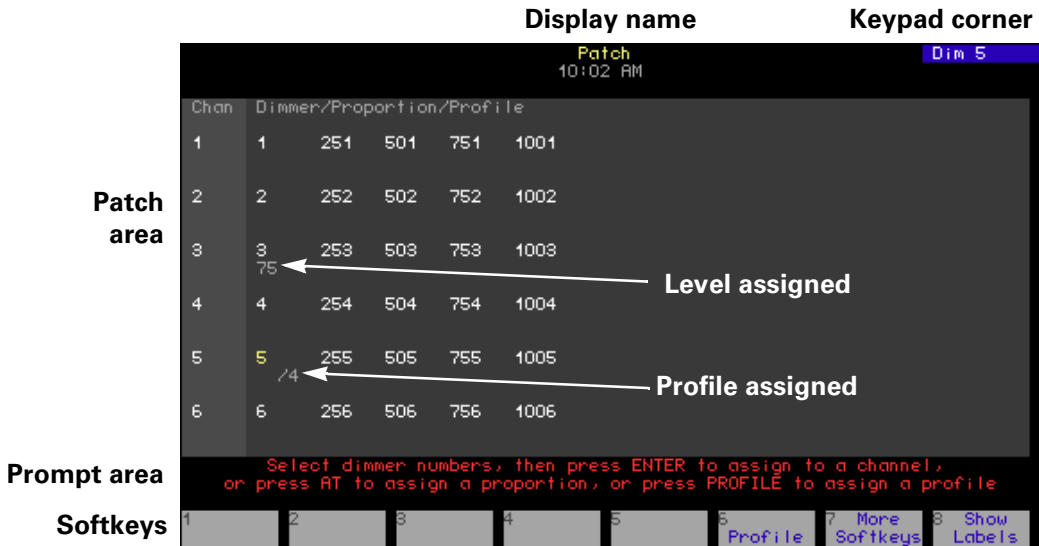 Display name Keypad corner
Patch Dim 5
10:02 AM
Chan Dimmer/Proportion/Profile
1 1 251 501 751 1001
Patch area
2 2 252 502 752 1002
3 3 253 503 753 1003
75
Level assigned
4 4 254 504 754 1004
5 5 255 505 755 1005
/4
Profile assigned
6 6 256 506 756 1006
Prompt area
Select dimmer numbers, then press ENTER to assign to a channel,
or press AT to assign a proportion, or press PROFILE to assign a profile
Softkeys
1 2 3 4 5 6 Profile 7 More Softkeys 8 Show Labels